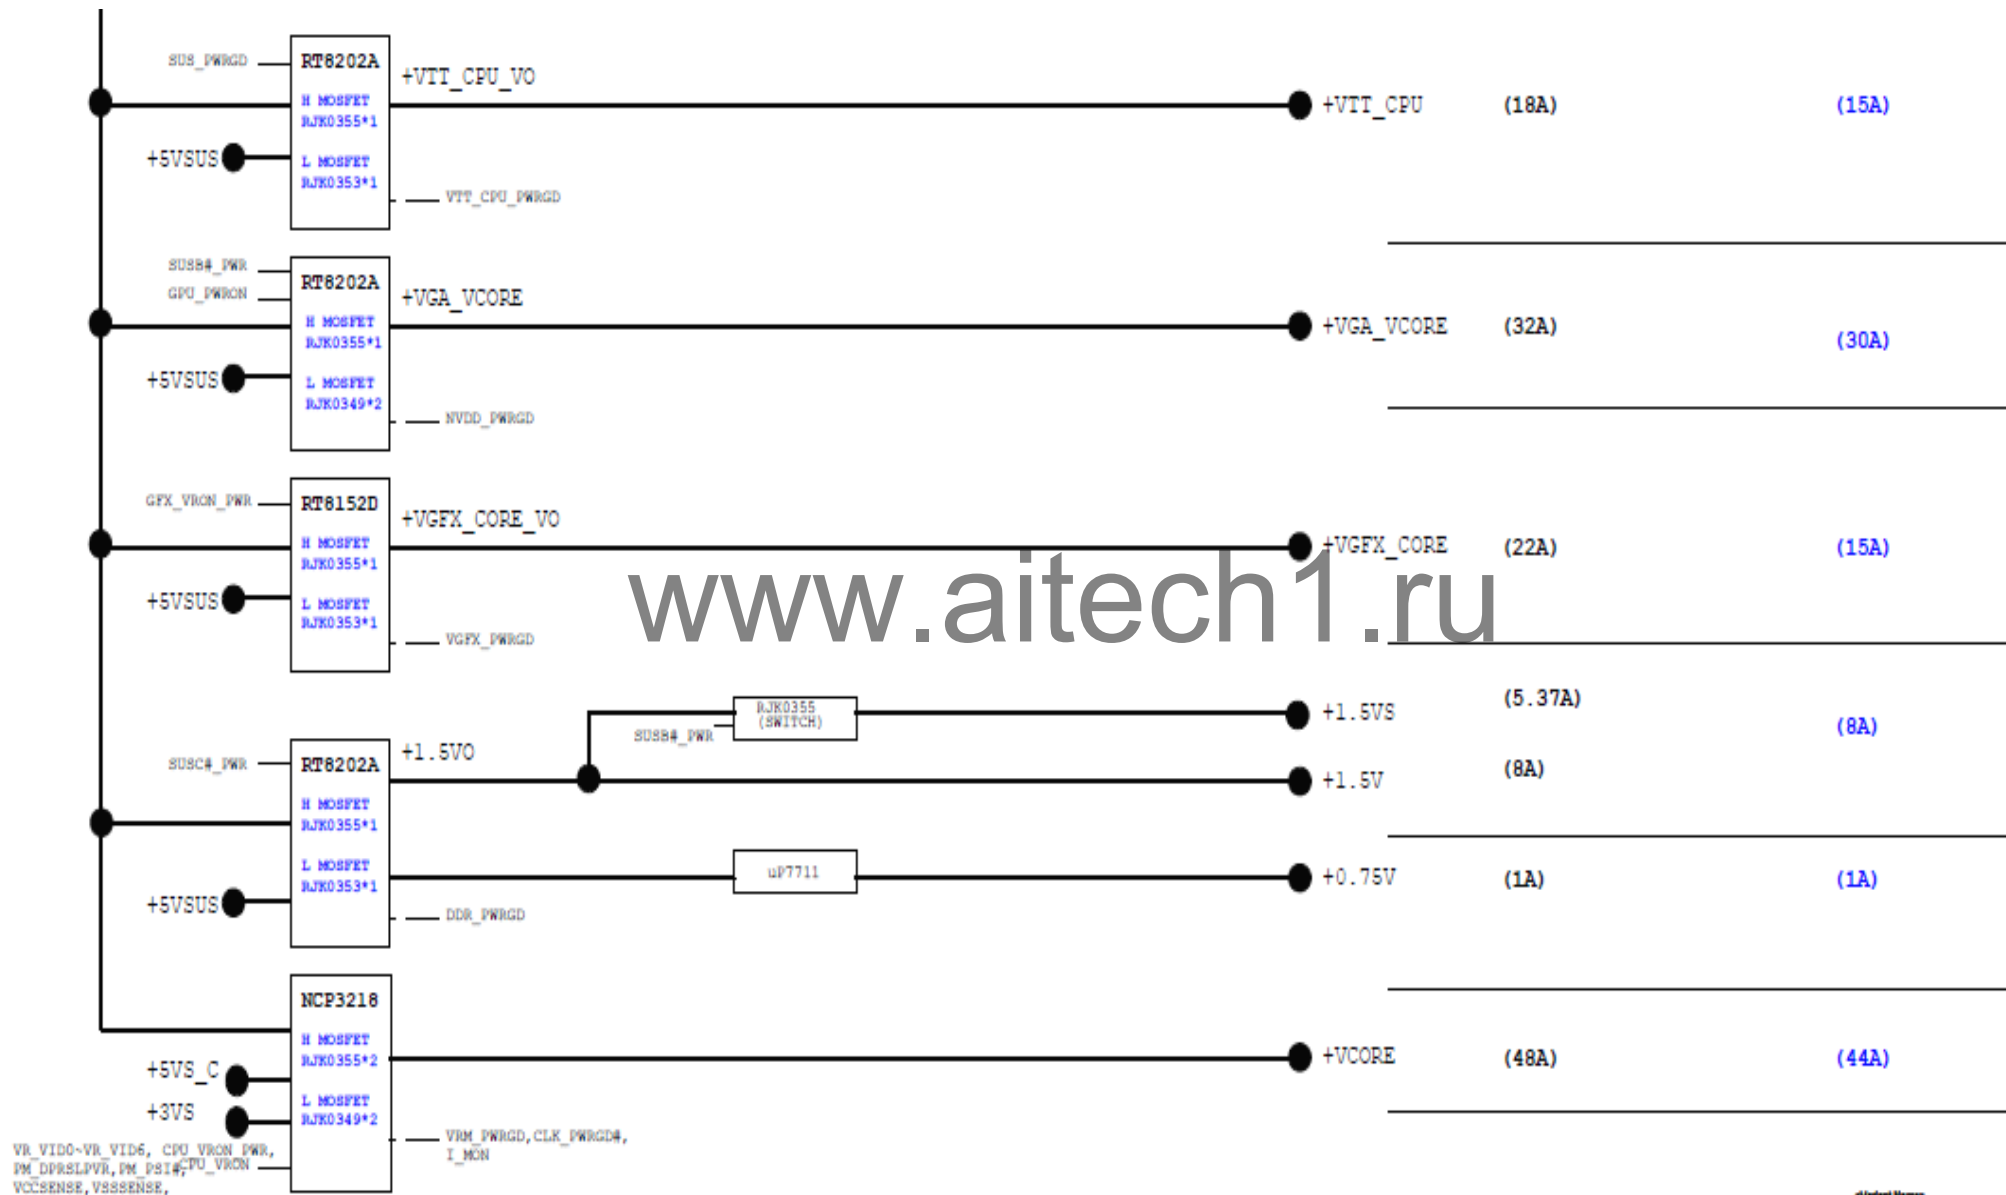 SUS_PWRGD
RT8202A
H MOSFET
RJK0355*1
L MOSFET
RJK0353*1
+5VSUS
+VTT_CPU_VO
VTT_CPU_PWRGD
+VTT_CPU (18A) (15A)
SUSB#_PWR
GPU_PWRON
RT8202A
H MOSFET
RJK0355*1
L MOSFET
RJK0349*2
+5VSUS
+VGA_VCORE
NVDD_PWRGD
+VGA_VCORE (32A) (30A)
GFX_VRON_PWR
RT8152D
H MOSFET
RJK0355*1
L MOSFET
RJK0353*1
+5VSUS
+VGFX_CORE_VO
VGFX_PWRGD
+VGFX_CORE (22A) (15A)
www.aitech1.ru
SUSC#_PWR
RT8202A
H MOSFET
RJK0355*1
L MOSFET
RJK0353*1
+5VSUS
+1.5VO
DDR_PWRGD
SUSB#_PWR
RJK0355
(SWITCH)
+1.5VS (5.37A)
(8A)
+1.5V (8A)
uP7711
+0.75V (1A) (1A)
NCP3218
H MOSFET
RJK0355*2
L MOSFET
RJK0349*2
+5VS_C
+3VS
VR_VID0~VR_VID6, CPU_VRON_PWR,
PM_DPRSLPVR, PM_PSI#,
CPU_VRON
VCCSENSE, VSSSENSE,
VRM_PWRGD, CLK_PWRGD#,
I_MON
+VCORE (48A) (44A)